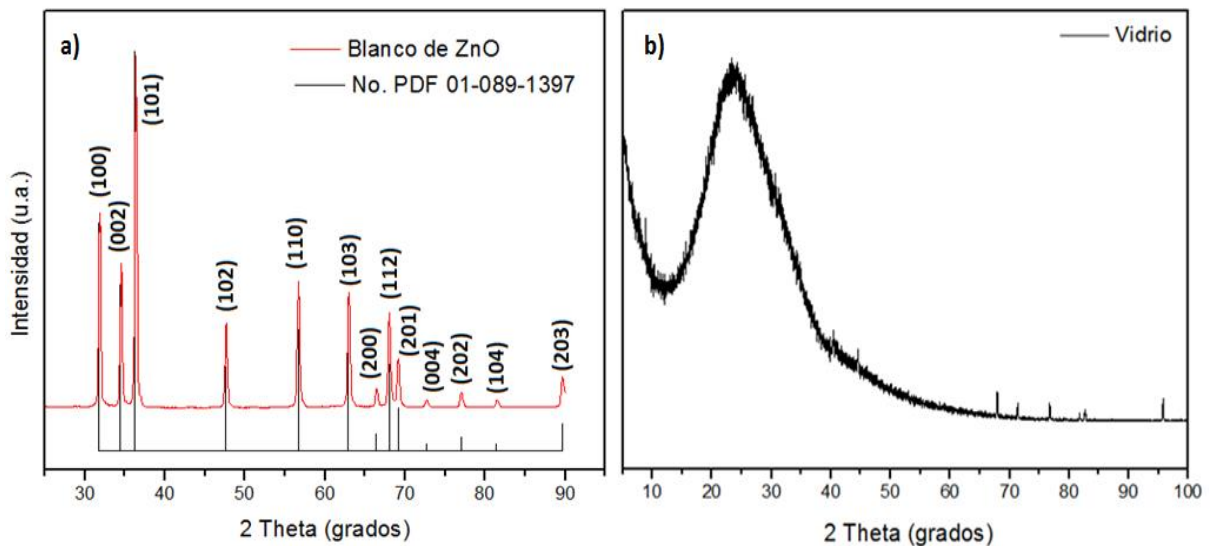 a)
Blanco de ZnO
No. PDF 01-089-1397
(100)
(002)
(101)
(102)
(110)
(103)
(200)
(112)
(201)
(004)
(202)
(104)
(203)
Intensidad (u.a.)
30 40 50 60 70 80 90
2 Theta (grados)
b)
Vidrio
10 20 30 40 50 60 70 80 90 100
2 Theta (grados)